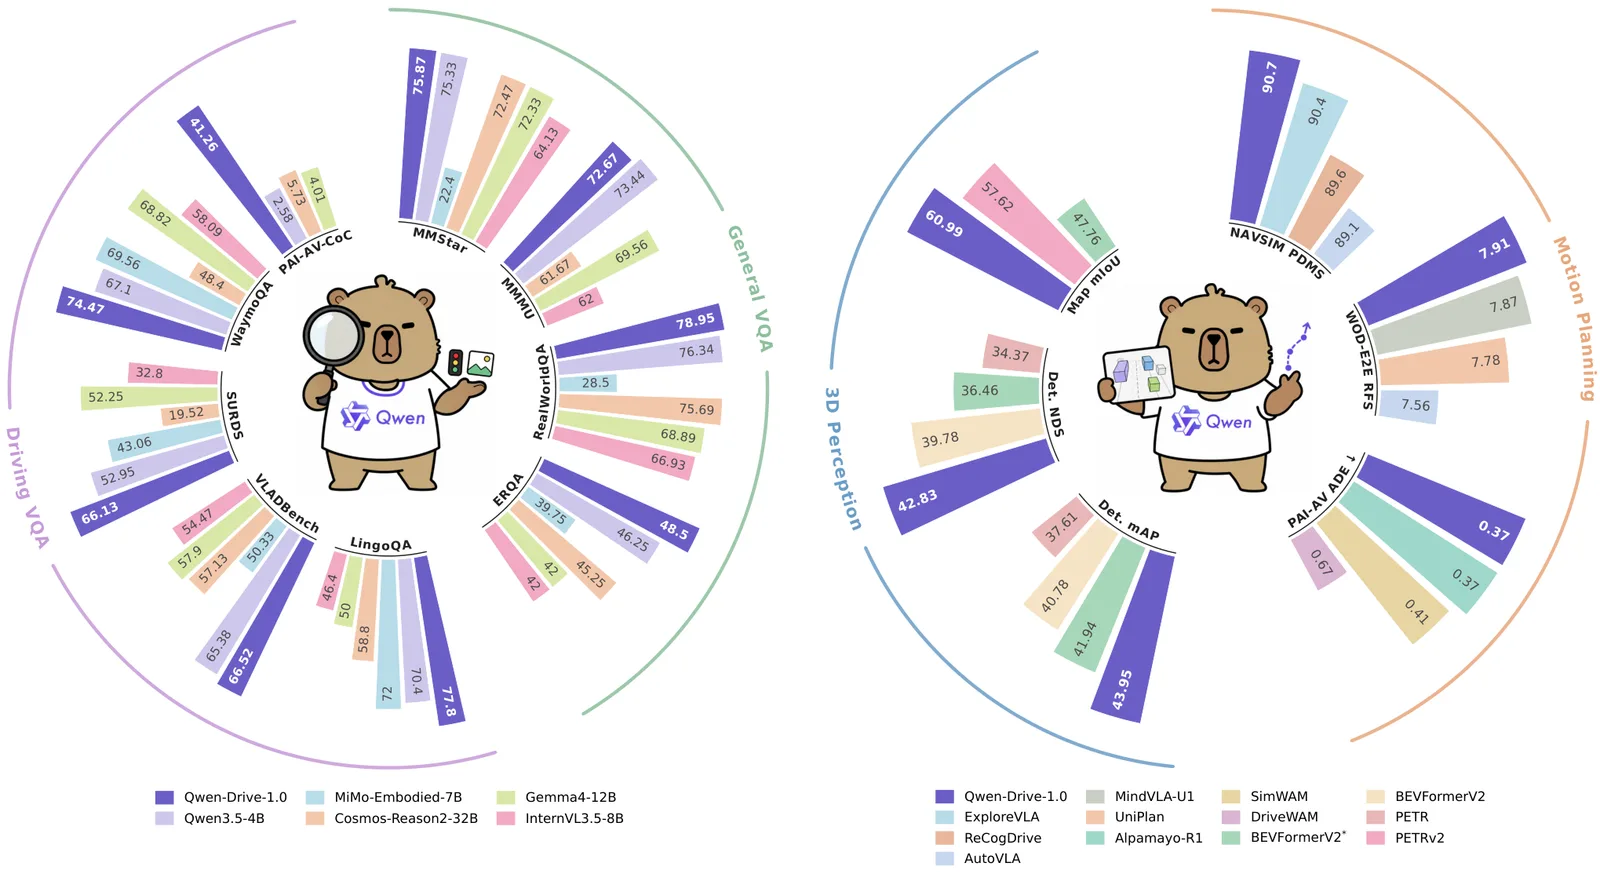 General VQA
MMStar
75.87
75.33
22.4
72.47
72.33
64.13
MMMU
72.67
73.44
61.67
69.56
62
RealWorldQA
78.95
76.34
28.5
75.69
68.89
66.93
ERQA
48.5
46.25
39.75
45.25
42
42
Driving VQA
LingoQA
77.8
70.4
72
58.8
50
46.4
VLADBench
66.52
65.38
50.33
57.13
57.9
54.47
SURDS
66.13
52.95
43.06
19.52
52.25
32.8
WaymoQA
74.47
67.1
69.56
48.4
68.82
58.09
PAI-AV-CoC
41.26
2.58
5.73
4.01
Qwen
Qwen-Drive-1.0
Qwen3.5-4B
MiMo-Embodied-7B
Cosmos-Reason2-32B
Gemma4-12B
InternVL3.5-8B
Motion Planning
NAVSIM PDMS
90.7
90.4
89.6
89.1
WOD-E2E RFS
7.91
7.87
7.78
7.56
PAI-AV ADE ↓
0.37
0.37
0.41
0.67
3D Perception
Det. mAP
43.95
41.94
40.78
37.61
Det. NDS
42.83
39.78
36.46
34.37
Map mIoU
60.99
57.62
47.76
Qwen
Qwen-Drive-1.0
ExploreVLA
ReCogDrive
AutoVLA
MindVLA-U1
UniPlan
Alpamayo-R1
SimWAM
DriveWAM
BEVFormerV2*
BEVFormerV2
PETR
PETRv2